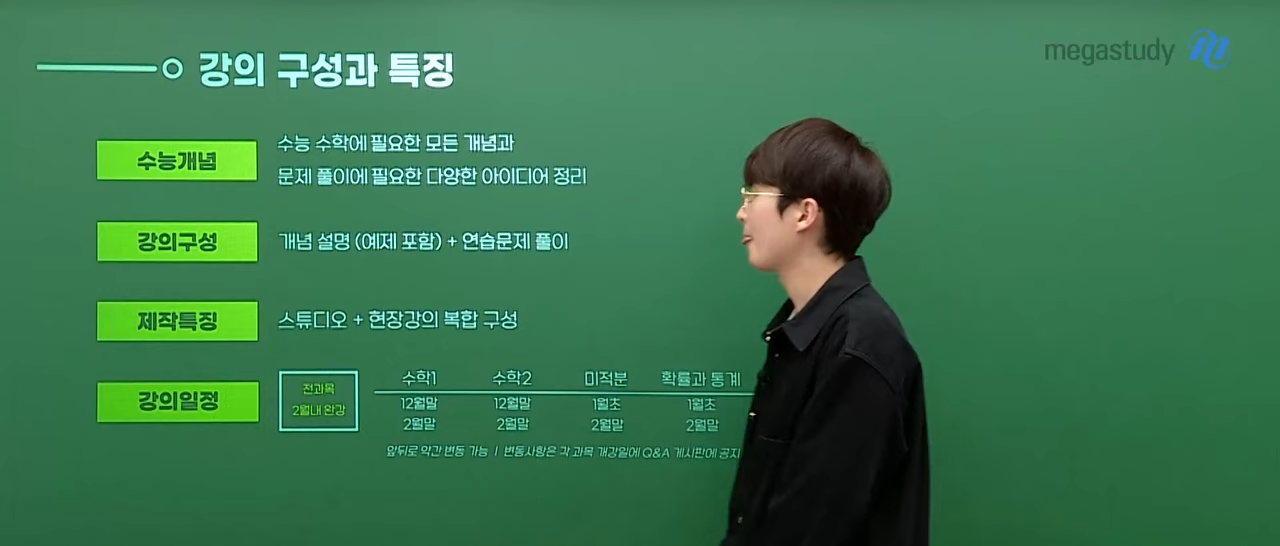 강의 구성과 특징
megastudy
수능개념
수능 수학에 필요한 모든 개념과
문제 풀이에 필요한 다양한 아이디어 정리
강의구성
개념 설명 (예제 포함) + 연습문제 풀이
제작특징
스튜디오 + 현장강의 복합 구성
강의일정
전과목
2월내 완강
수학1 수학2 미적분 확률과 통계
12월말 12월말 1월초 1월초
2월말 2월말 2월말 2월말
앞뒤로 약간 변동 가능 | 변동사항은 각 과목 개강일에 Q&A 게시판에 공지